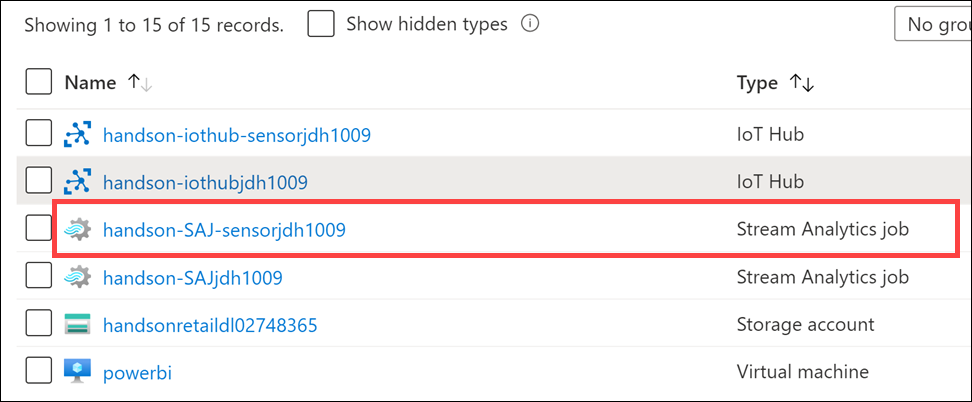 Showing 1 to 15 of 15 records. Show hidden types No grou
Name Type
handson-iothub-sensorjdh1009 IoT Hub
handson-iothubjdh1009 IoT Hub
handson-SAJ-sensorjdh1009 Stream Analytics job
handson-SAJjdh1009 Stream Analytics job
handsonretaildl02748365 Storage account
powerbi Virtual machine